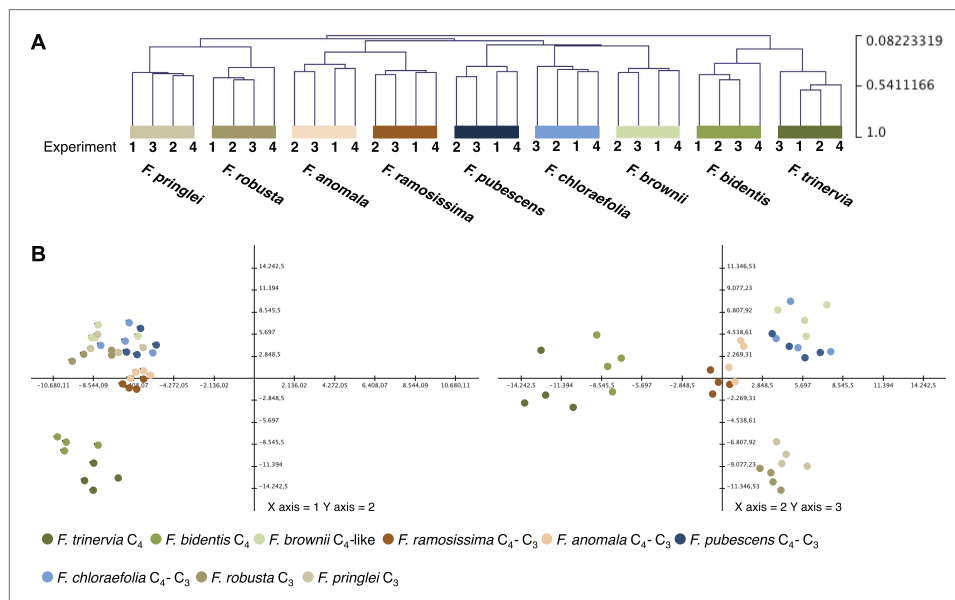 A
0.08223319
0.5411166
1.0
Experiment 1 3 2 4 1 2 3 4 2 3 1 4 2 3 1 4 2 3 1 4 3 2 1 4 2 3 1 4 1 2 3 4 3 1 2 4
F. pringlei F. robusta F. anomala F. ramosissima F. pubescens F. chloraefolia F. brownii F. bidentis F. trinervia
B
14.242,5
11.394
8.545,5
5.697
2.848,5
-10.680,11 -8.544,09 -4.272,05 -2.136,02 2.136,02 4.272,05 6.408,07 8.544,09 10.680,11
-2.848,5
-5.697
-8.545,5
-11.394
-14.242,5
X axis = 1 Y axis = 2
11.346,53
9.077,23
6.807,92
4.538,61
2.269,31
-14.242,5 -11.394 -8.545,5 -5.697 -2.848,5 2.848,5 5.697 8.545,5 11.394 14.242,5
-2.269,31
-4.538,61
-6.807,92
-9.077,23
-11.346,53
X axis = 2 Y axis = 3
F. trinervia C4 F. bidentis C4 F. brownii C4-like F. ramosissima C4- C3 F. anomala C4- C3 F. pubescens C4- C3
F. chloraefolia C4- C3 F. robusta C3 F. pringlei C3